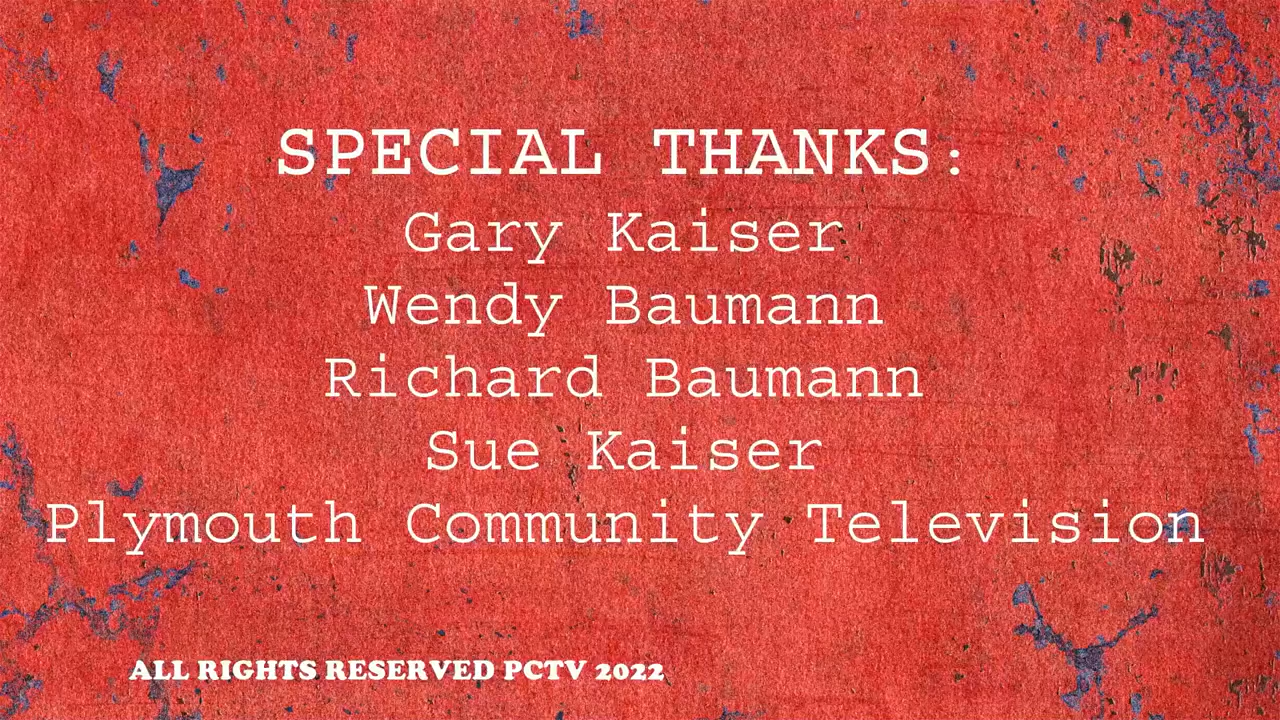 SPECIAL THANKS:
Gary Kaiser
Wendy Baumann
Richard Baumann
Sue Kaiser
Plymouth Community Television
ALL RIGHTS RESERVED PCTV 2022